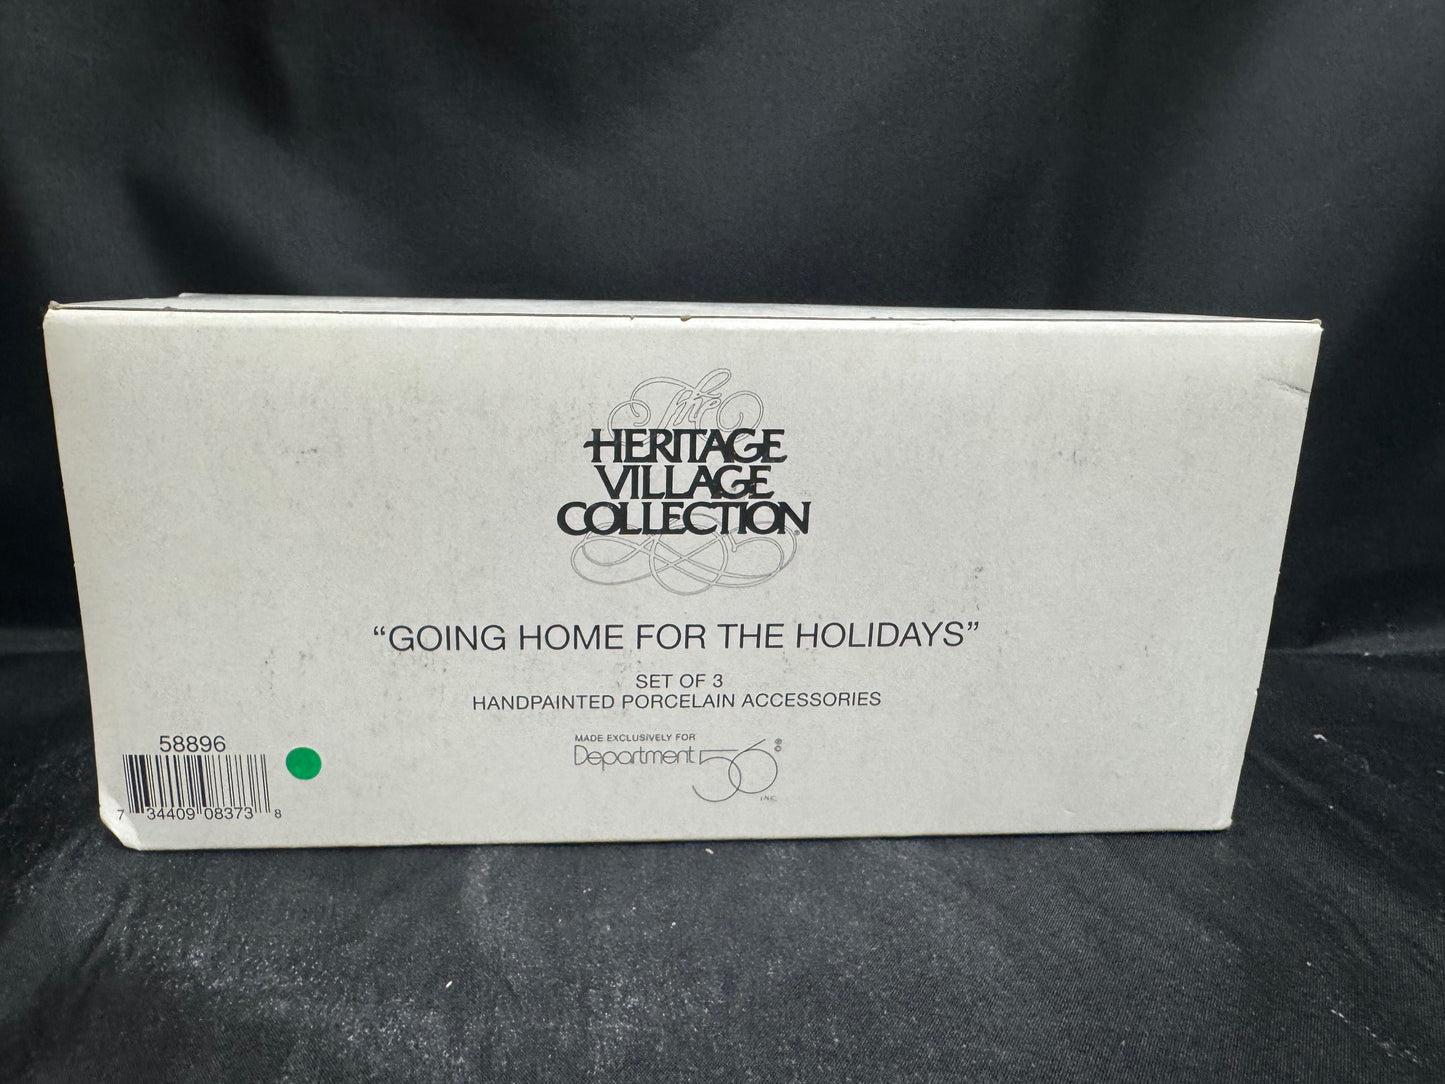 The
HERITAGE
VILLAGE
COLLECTION®
“GOING HOME FOR THE HOLIDAYS”
SET OF 3
HANDPAINTED PORCELAIN ACCESSORIES
MADE EXCLUSIVELY FOR
Department 56 ©®
INC.
58896
7 34409 08373 8